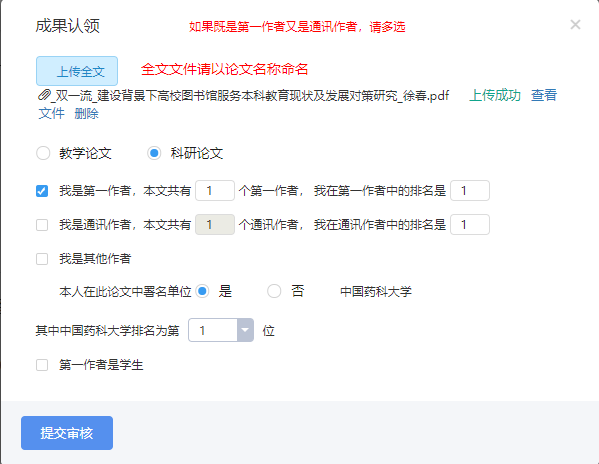 成果认领 如果既是第一作者又是通讯作者，请多选 ×
上传全文 全文文件请以论文名称命名
_双一流_建设背景下高校图书馆服务本科教育现状及发展对策研究_徐春.pdf 上传成功 查看
文件 删除
教学论文 科研论文
我是第一作者，本文共有 1 个第一作者， 我在第一作者中的排名是 1
我是通讯作者，本文共有 1 个通讯作者， 我在通讯作者中的排名是 1
我是其他作者
本人在此论文中署名单位 是 否 中国药科大学
其中中国药科大学排名为第 1 位
第一作者是学生
提交审核